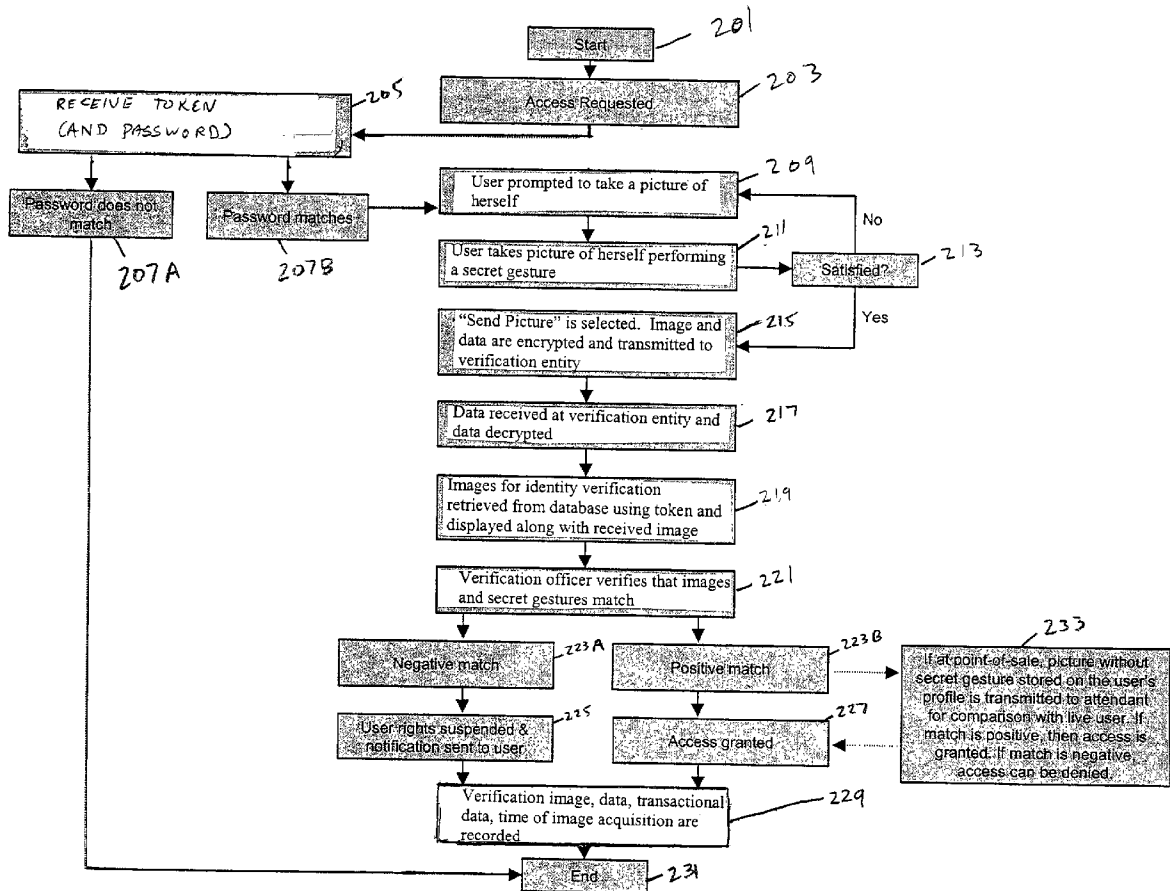 Start
201
Access Requested
203
RECEIVE TOKEN
(AND PASSWORD)
205
Password does not
match
207A
Password matches
207B
User prompted to take a picture of
herself
209
User takes picture of herself performing
a secret gesture
211
Satisfied?
213
No
Yes
"Send Picture" is selected. Image and
data are encrypted and transmitted to
verification entity
215
Data received at verification entity and
data decrypted
217
Images for identity verification
retrieved from database using token and
displayed along with received image
219
Verification officer verifies that images
and secret gestures match
221
Negative match
223A
Positive match
223B
If at point-of-sale, picture without
secret gesture stored on the user's
profile is transmitted to attendant
for comparison with live user. If
match is positive, then access is
granted. If match is negative,
access can be denied.
233
User rights suspended &
notification sent to user
225
Access granted
227
Verification image, data, transactional
data, time of image acquisition are
recorded
229
End
231